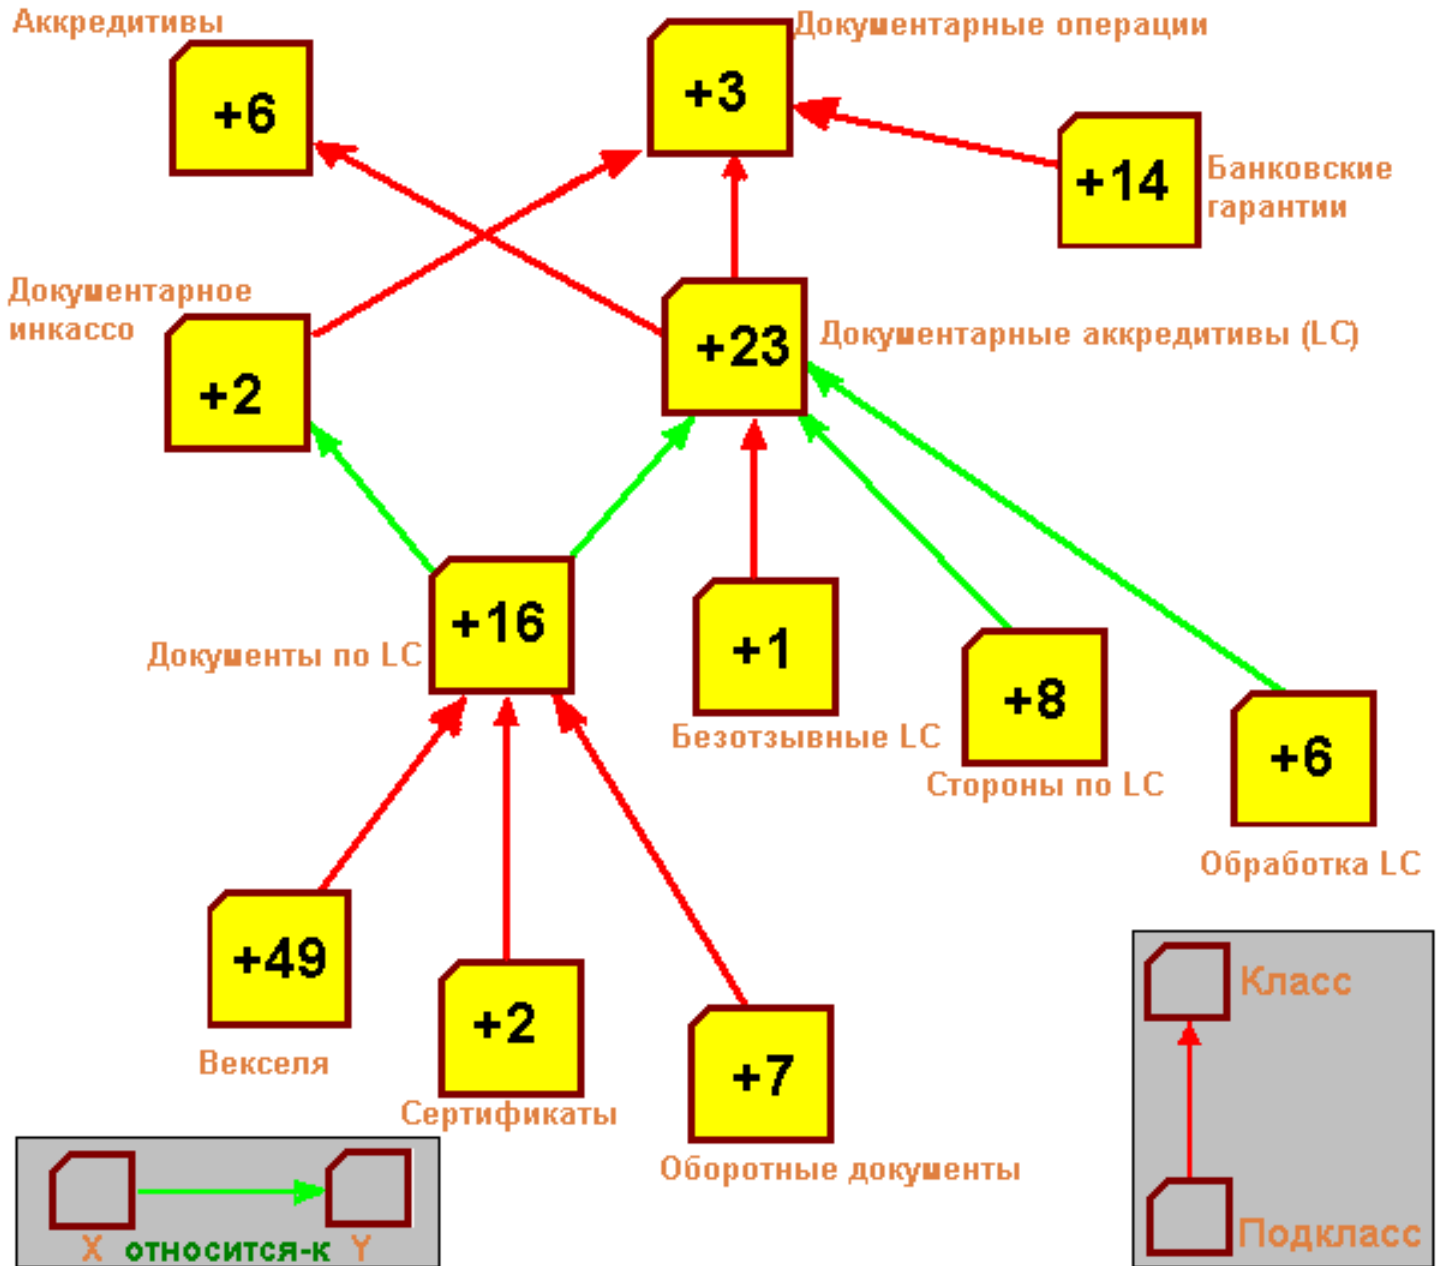 Аккредитивы
Документарные операции
+6
+3
+14
Банковские
гарантии
Документарное
инкассо
+2
+23
Документарные аккредитивы (LC)
+16
Документы по LC
+1
Безотзывные LC
+8
Стороны по LC
+6
Обработка LC
+49
Векселя
+2
Сертификаты
+7
Оборотные документы
Класс
Подкласс
X относится-к Y